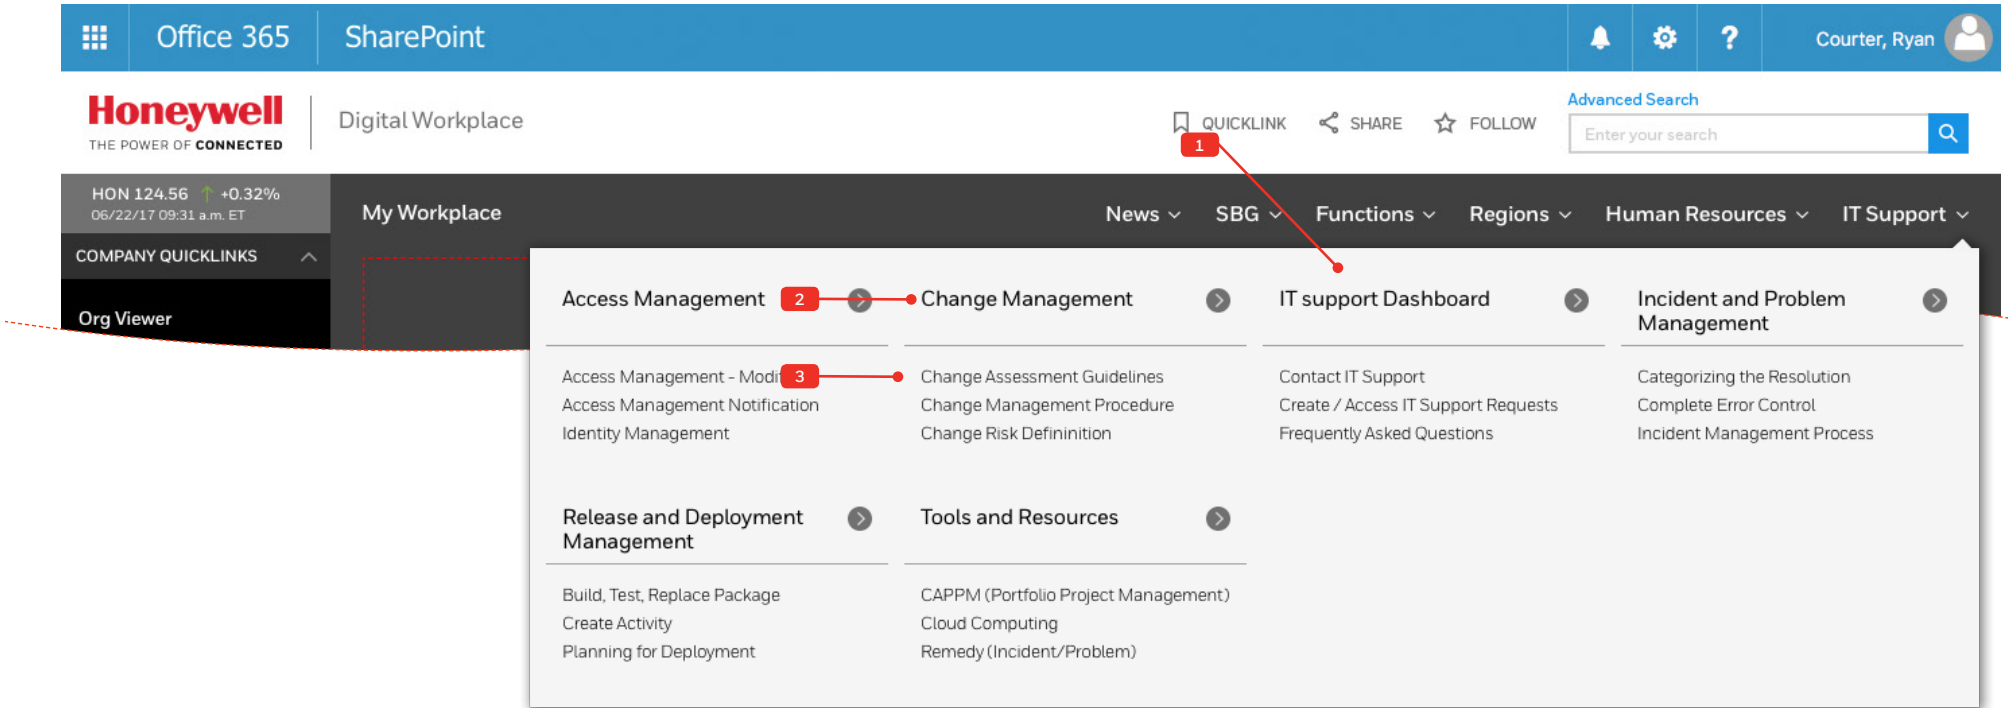 Office 365 SharePoint ? Courter, Ryan
Honeywell
THE POWER OF CONNECTED
Digital Workplace
QUICKLINK SHARE FOLLOW
Advanced Search
Enter your search
1
HON 124.56 +0.32%
06/22/17 09:31 a.m. ET
My Workplace News SBG Functions Regions Human Resources IT Support
COMPANY QUICKLINKS
Org Viewer
Access Management
2
Change Management
IT support Dashboard
Incident and Problem
Management
Access Management - Modi
3
Access Management Notification
Identity Management
Change Assessment Guidelines
Change Management Procedure
Change Risk Defininition
Contact IT Support
Create / Access IT Support Requests
Frequently Asked Questions
Categorizing the Resolution
Complete Error Control
Incident Management Process
Release and Deployment
Management
Tools and Resources
Build, Test, Replace Package
Create Activity
Planning for Deployment
CAPPM (Portfolio Project Management)
Cloud Computing
Remedy (Incident/Problem)